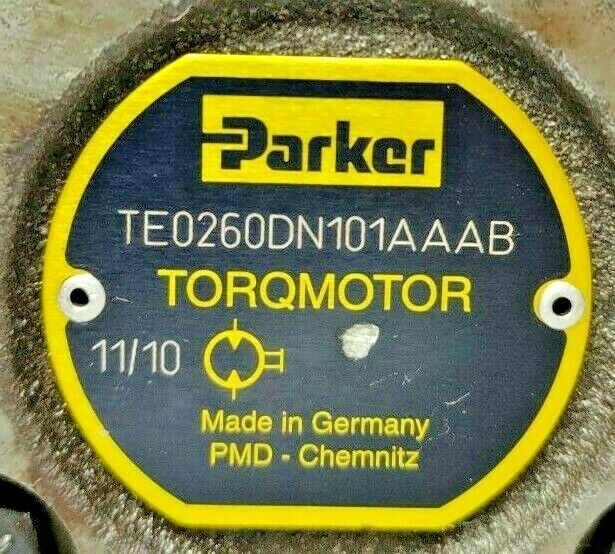 Parker
TE0260DN101AAAB
TORQMOTOR
11/10
Made in Germany
PMD - Chemnitz